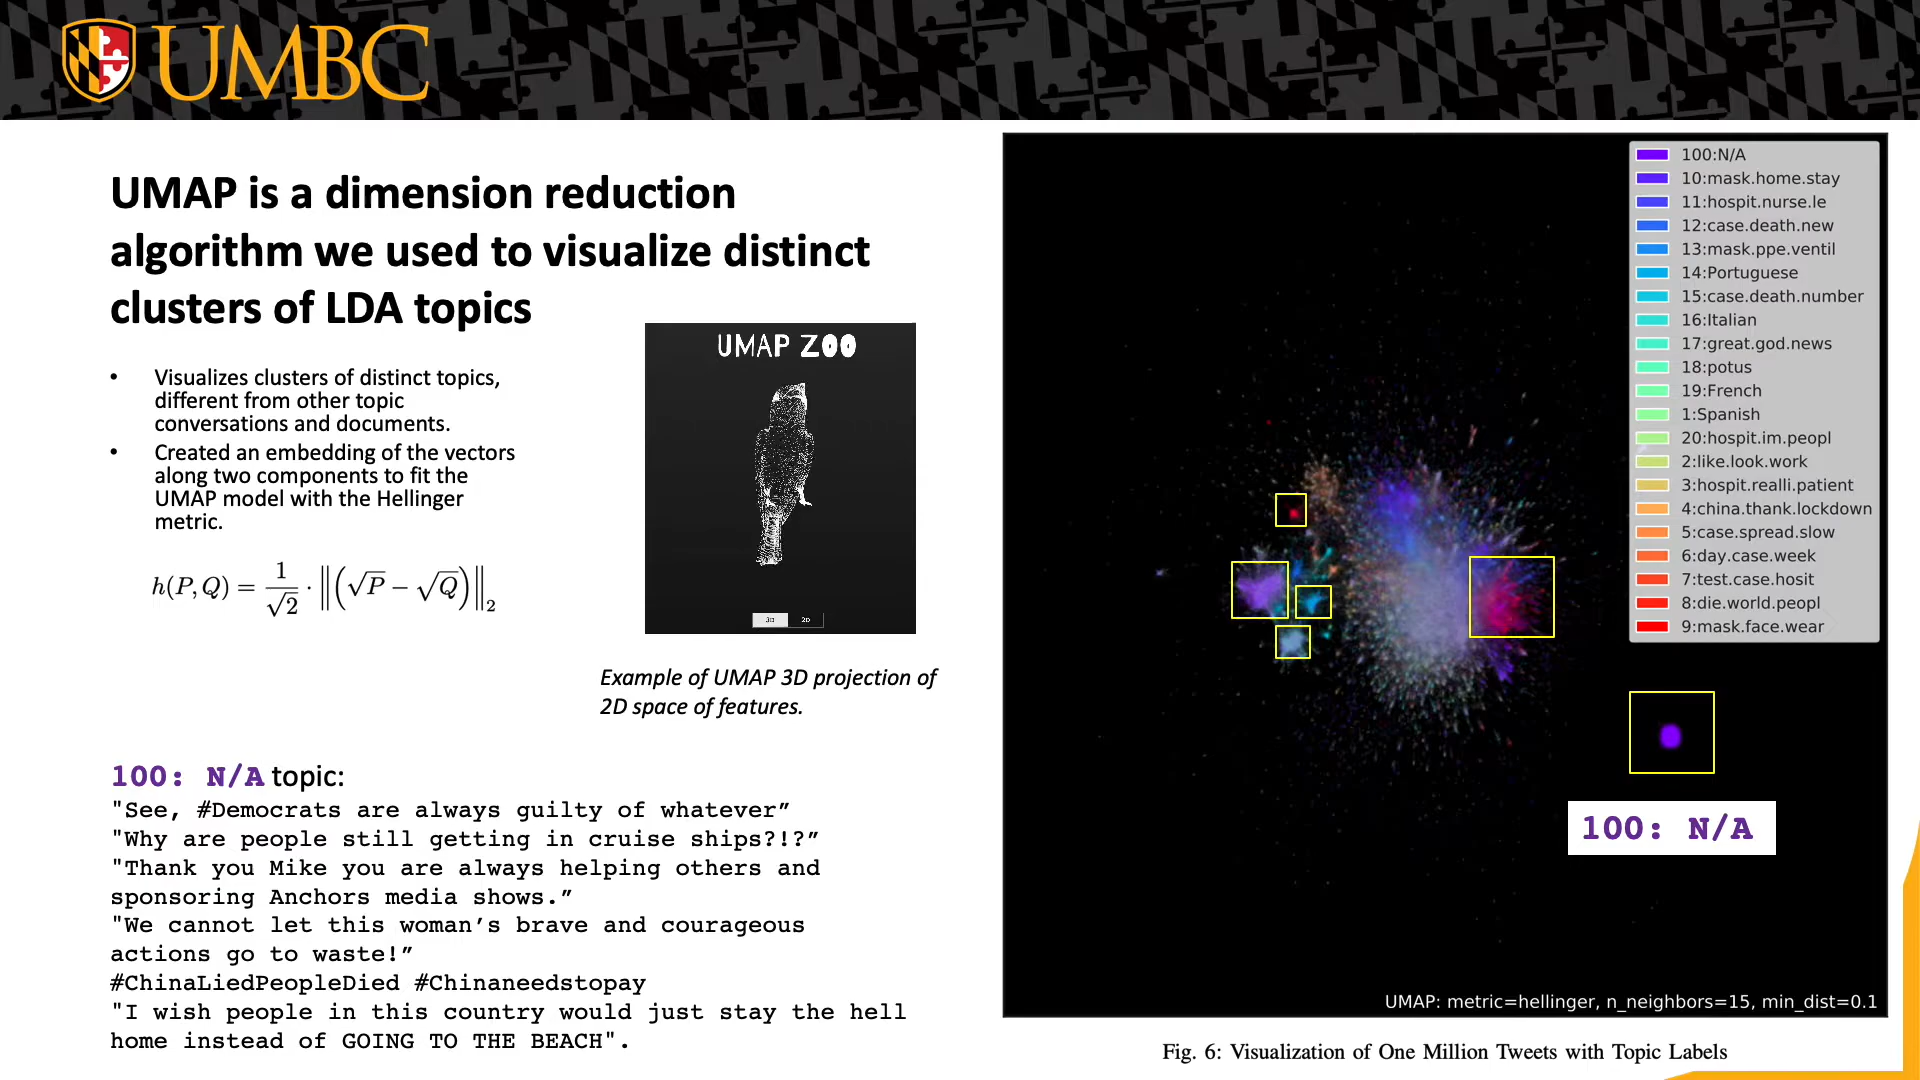 UMBC
UMAP is a dimension reduction
algorithm we used to visualize distinct
clusters of LDA topics
• Visualizes clusters of distinct topics,
different from other topic
conversations and documents.
• Created an embedding of the vectors
along two components to fit the
UMAP model with the Hellinger
metric.
h(P, Q) = 1/√2 · ‖(√P − √Q)‖₂
UMAP ZOO
3D 2D
Example of UMAP 3D projection of
2D space of features.
100: N/A topic:
"See, #Democrats are always guilty of whatever”
"Why are people still getting in cruise ships?!?”
"Thank you Mike you are always helping others and
sponsoring Anchors media shows.”
"We cannot let this woman’s brave and courageous
actions go to waste!”
#ChinaLiedPeopleDied #Chinaneedstopay
"I wish people in this country would just stay the hell
home instead of GOING TO THE BEACH".
100:N/A
10:mask.home.stay
11:hospit.nurse.le
12:case.death.new
13:mask.ppe.ventil
14:Portuguese
15:case.death.number
16:Italian
17:great.god.news
18:potus
19:French
1:Spanish
20:hospit.im.peopl
2:like.look.work
3:hospit.realli.patient
4:china.thank.lockdown
5:case.spread.slow
6:day.case.week
7:test.case.hosit
8:die.world.peopl
9:mask.face.wear
100: N/A
UMAP: metric=hellinger, n_neighbors=15, min_dist=0.1
Fig. 6: Visualization of One Million Tweets with Topic Labels